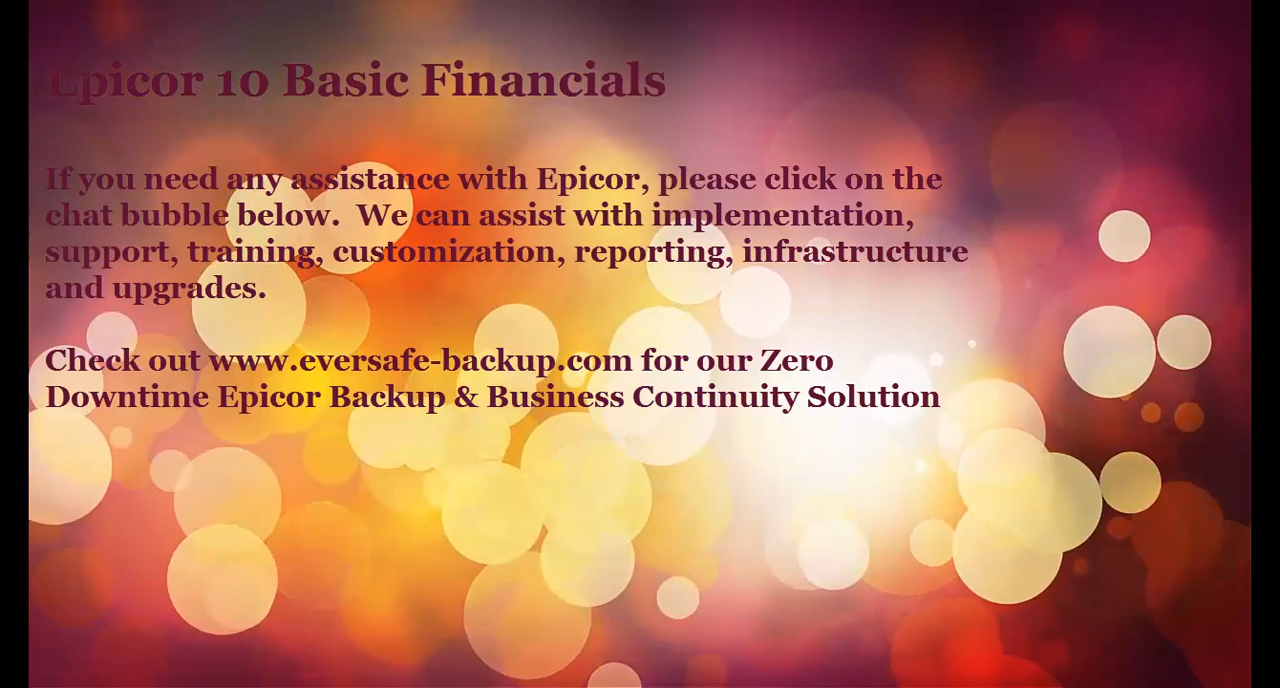 Epicor 10 Basic Financials
If you need any assistance with Epicor, please click on the
chat bubble below.  We can assist with implementation,
support, training, customization, reporting, infrastructure
and upgrades.
Check out www.eversafe-backup.com for our Zero
Downtime Epicor Backup & Business Continuity Solution